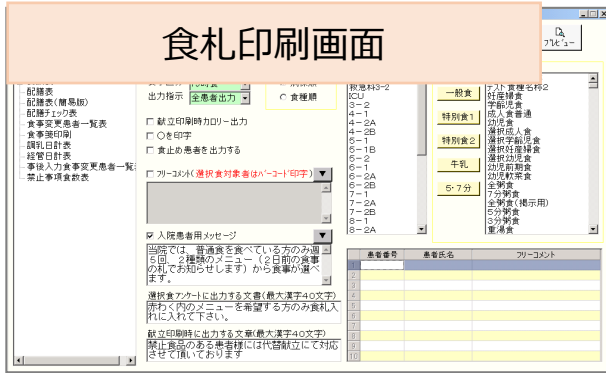 食札印刷画面
プレビュー
配膳表
配膳表(簡易版)
配膳チェック表
食事変更患者一覧表
食事箋印刷
調乳日計表
経管日計表
事後入力食事変更患者一覧
禁止事項食数表
出力指示 全患者出力
食種順
献立印刷時カロリー出力
〇を印字
食止め患者を出力する
フリーコメント(選択食対象者はバーコード印字)
入院患者用メッセージ
当院では、普通食を食べている方のみ週
5回、2種類のメニュー(2日前の食事
の札でお知らせします)から食事が選べ
ます。
選択食アンケートに出力する文書(最大漢字40文字)
赤わく内のメニューを希望する方のみ食札入
れに入れて下さい。
献立印刷時に出力する文章(最大漢字40文字)
禁止食品のある患者様には代替献立にて対応
させて頂いております
救急科3-2
ICU
3-2
4-1
4-2A
4-2B
5-1
5-1B
5-2
6-1
6-2A
6-2B
7-1
7-2A
7-2B
8-1
8-2A
一般食
特別食1
特別食2
牛乳
5・7分
テスト食種名称2
妊産婦食
学齢児食
成人食普通
幼児食
選択成人食
選択学齢児食
選択妊産婦食
選択幼児食
幼児前期食
幼児軟菜食
全粥食
7分粥食
全粥食(掲示用)
5分粥食
3分粥食
重湯食
患者番号 患者氏名 フリーコメント
1
2
3
4
5
6
7
8
9
10